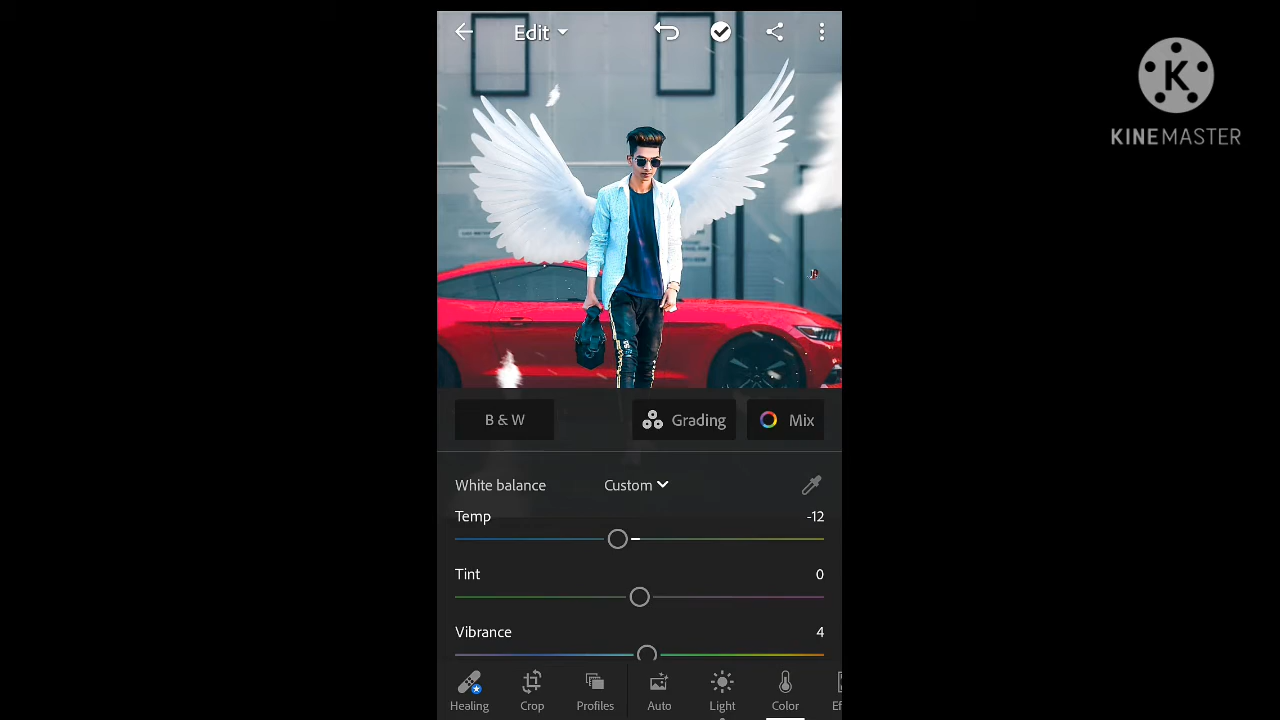 Edit
K
KINEMASTER
B & W
Grading
Mix
White balance
Custom
Temp
-12
Tint
0
Vibrance
4
Healing
Crop
Profiles
Auto
Light
Color
Ef